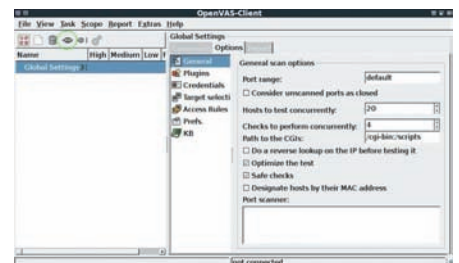 OpenVAS-Client
File View Task Scope Report Extras Help
Name High Medium Low
Global Settings
Global Settings
Options
General
Plugins
Credentials
Target selecti
Access Rules
Prefs.
KB
General scan options
Port range: default
Consider unscanned ports as closed
Hosts to test concurrently: 20
Checks to perform concurrently: 4
Path to the CGIs: /cgi-bin:/scripts
Do a reverse lookup on the IP before testing it
Optimize the test
Safe checks
Designate hosts by their MAC address
Port scanner:
not connected